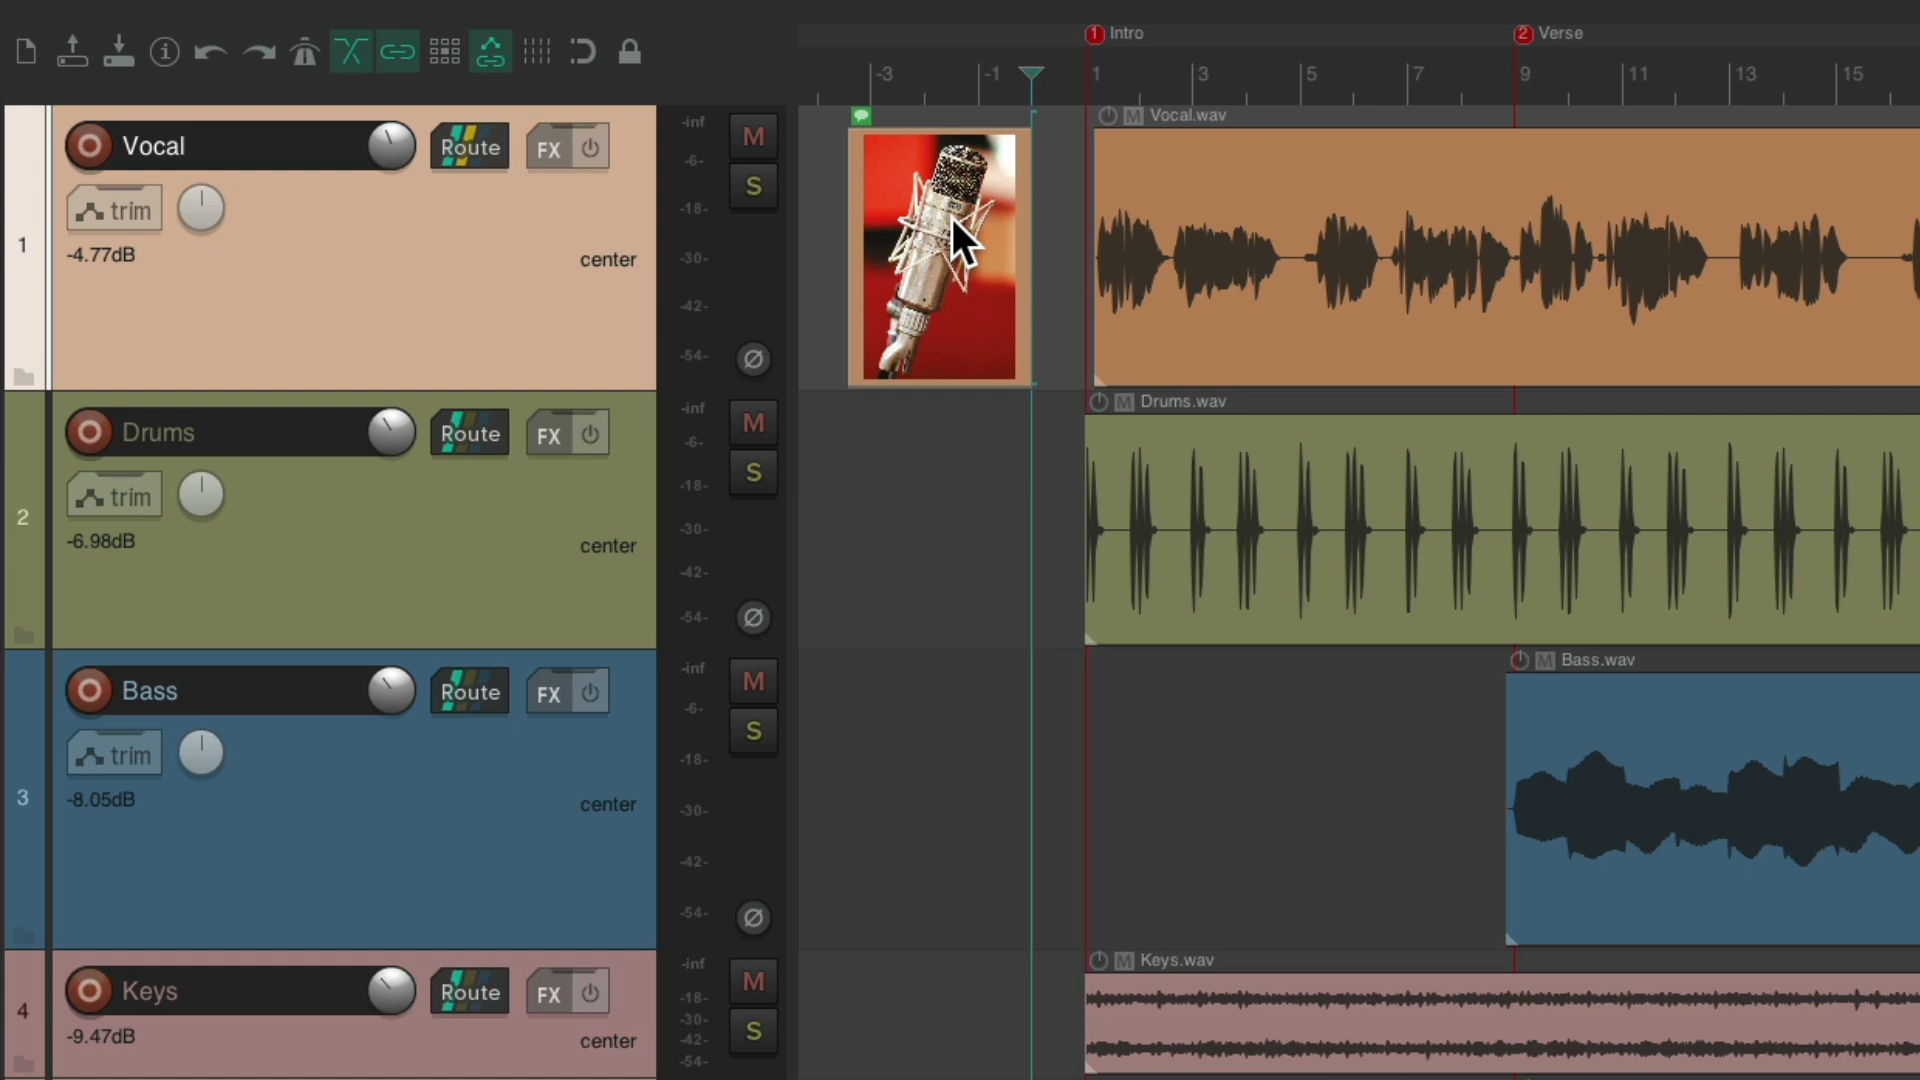 1 Intro
2 Verse
-3 -1 1 3 5 7 9 11 13 15
1
Vocal
Route
FX
trim
-4.77dB
center
-inf
-6-
-18-
-30-
-42-
-54-
M
S
Ø
M Vocal.wav
2
Drums
Route
FX
trim
-6.98dB
center
-inf
-6-
-18-
-30-
-42-
-54-
M
S
Ø
M Drums.wav
3
Bass
Route
FX
trim
-8.05dB
center
-inf
-6-
-18-
-30-
-42-
-54-
M
S
Ø
M Bass.wav
4
Keys
Route
FX
-9.47dB
center
-inf
-18-
-30-
-42-
-54-
M
S
M Keys.wav